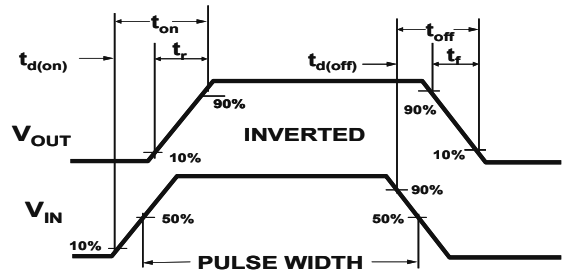 ton
toff
td(on)
tr
td(off)
tf
90%
90%
VOUT
INVERTED
10%
10%
VIN
90%
50%
50%
10%
PULSE WIDTH